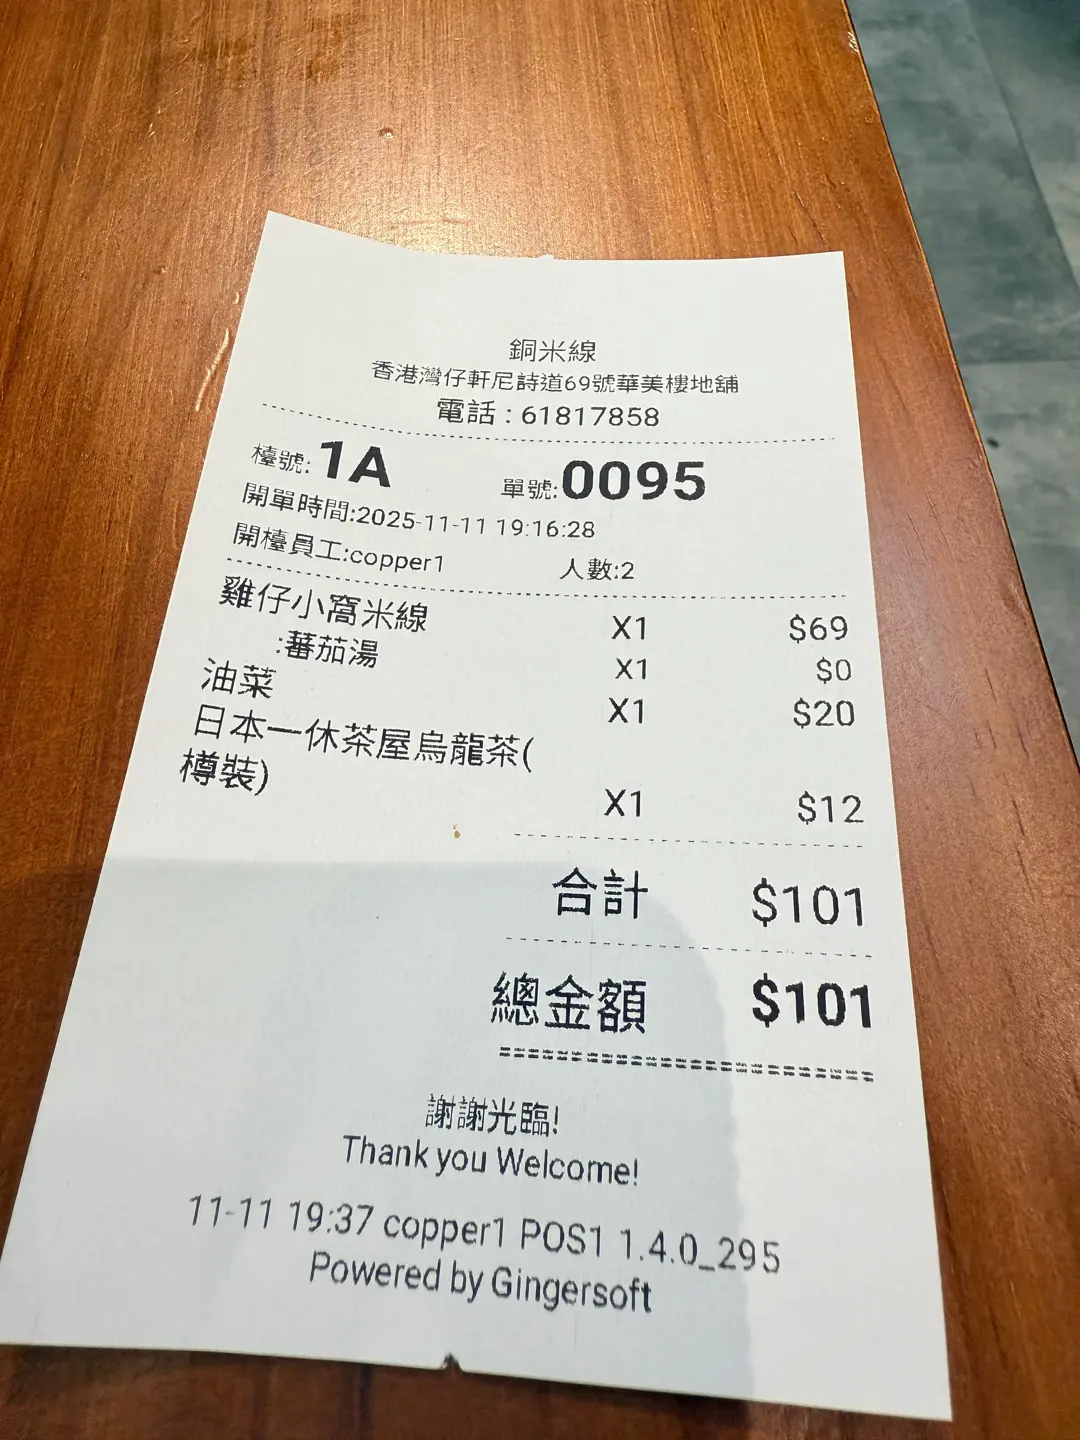 銅米線
香港灣仔軒尼詩道69號華美樓地舖
電話 : 61817858
檯號: 1A 單號:0095
開單時間:2025-11-11 19:16:28
開檯員工:copper1 人數:2
雞仔小窩米線 X1 $69
:蕃茄湯 X1 $0
油菜 X1 $20
日本一休茶屋烏龍茶(
樽裝) X1 $12
合計 $101
總金額 $101
謝謝光臨!
Thank you Welcome!
11-11 19:37 copper1 POS1 1.4.0_295
Powered by Gingersoft